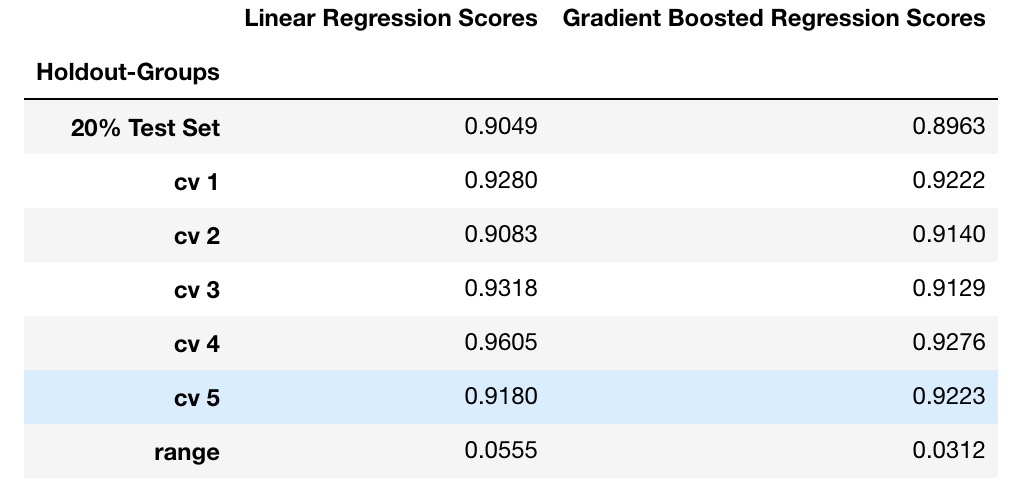 Linear Regression Scores Gradient Boosted Regression Scores
Holdout-Groups
20% Test Set 0.9049 0.8963
cv 1 0.9280 0.9222
cv 2 0.9083 0.9140
cv 3 0.9318 0.9129
cv 4 0.9605 0.9276
cv 5 0.9180 0.9223
range 0.0555 0.0312